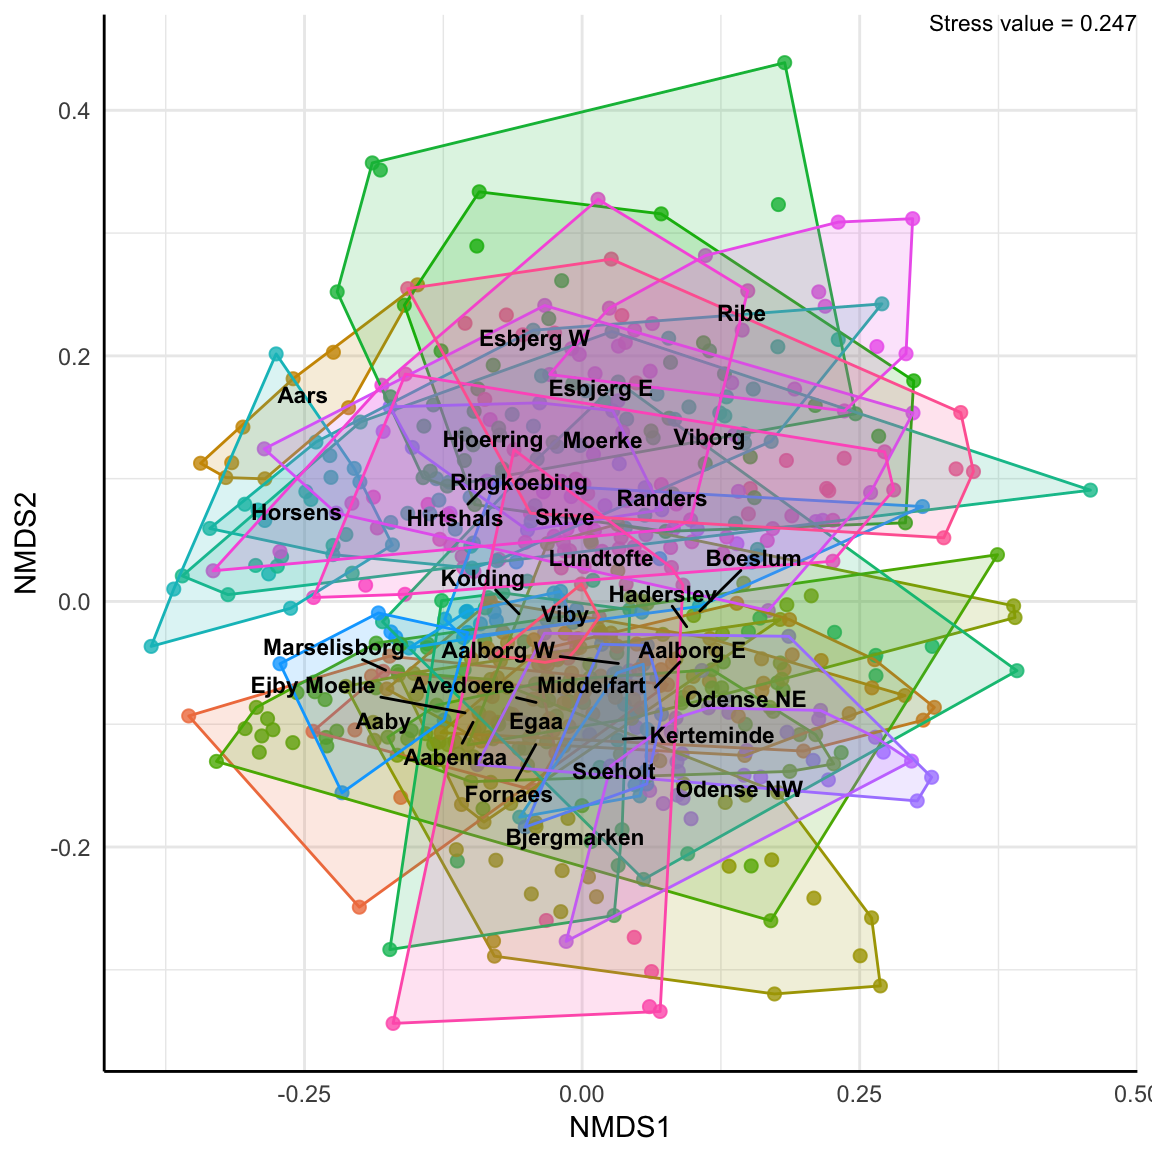 Stress value = 0.247
0.4
0.2
0.0
-0.2
NMDS2
Ribe
Esbjerg W
Esbjerg E
Aars
Hjoerring
Moerke
Viborg
Ringkoebing
Randers
Horsens
Hirtshals
Skive
Lundtofte
Boeslum
Kolding
Haderslev
Viby
Marselisborg
Aalborg W
Aalborg E
Ejby Moelle
Avedoere
Middelfart
Odense NE
Aaby
Egaa
Kerteminde
Aabenraa
Soeholt
Fornaes
Odense NW
Bjergmarken
-0.25
0.00
0.25
0.50
NMDS1